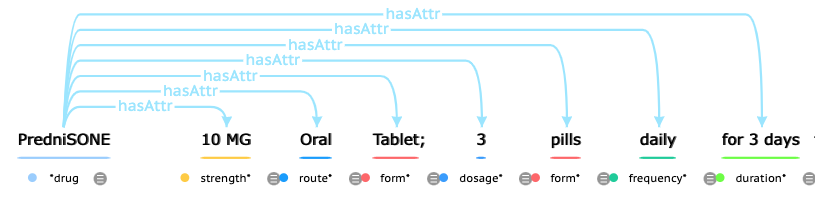 hasAttr
hasAttr
hasAttr
hasAttr
hasAttr
hasAttr
hasAttr
PredniSONE 10 MG Oral Tablet; 3 pills daily for 3 days
*drug strength* route* form* dosage* form* frequency* duration*